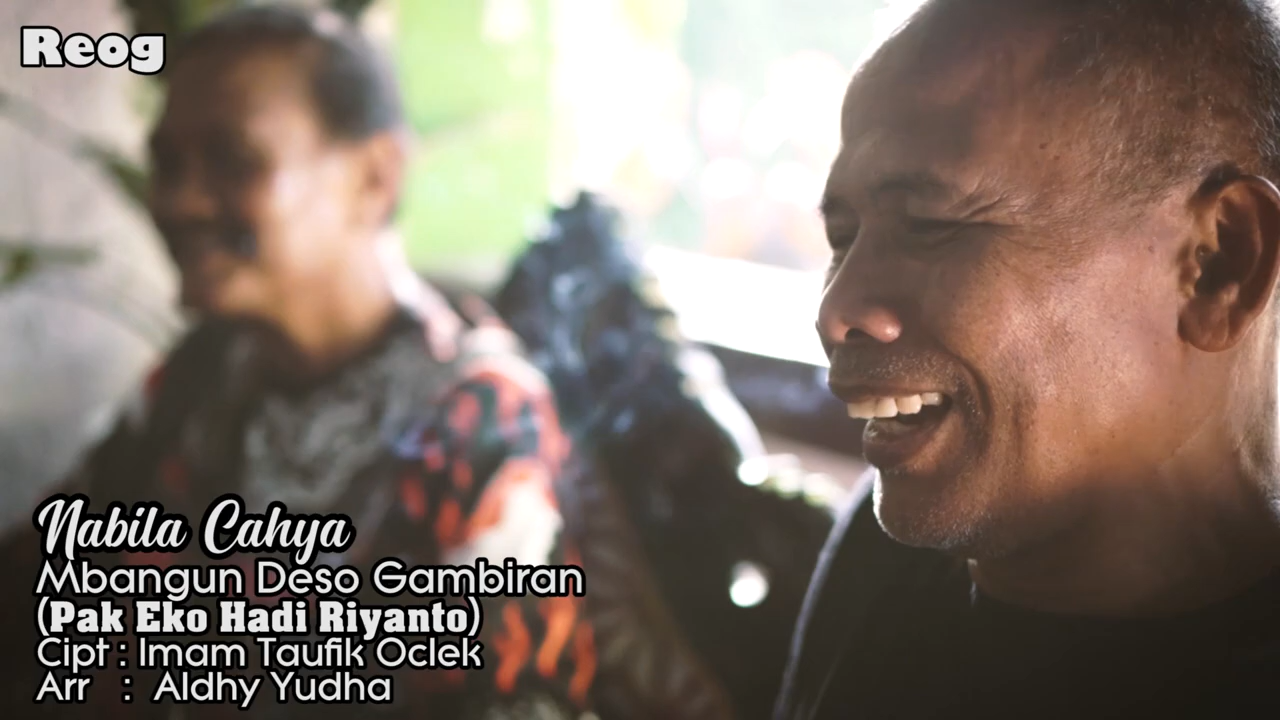 Reog
Nabila Cahya
Mbangun Deso Gambiran
(Pak Eko Hadi Riyanto)
Cipt : Imam Taufik Oclek
Arr : Aldhy Yudha